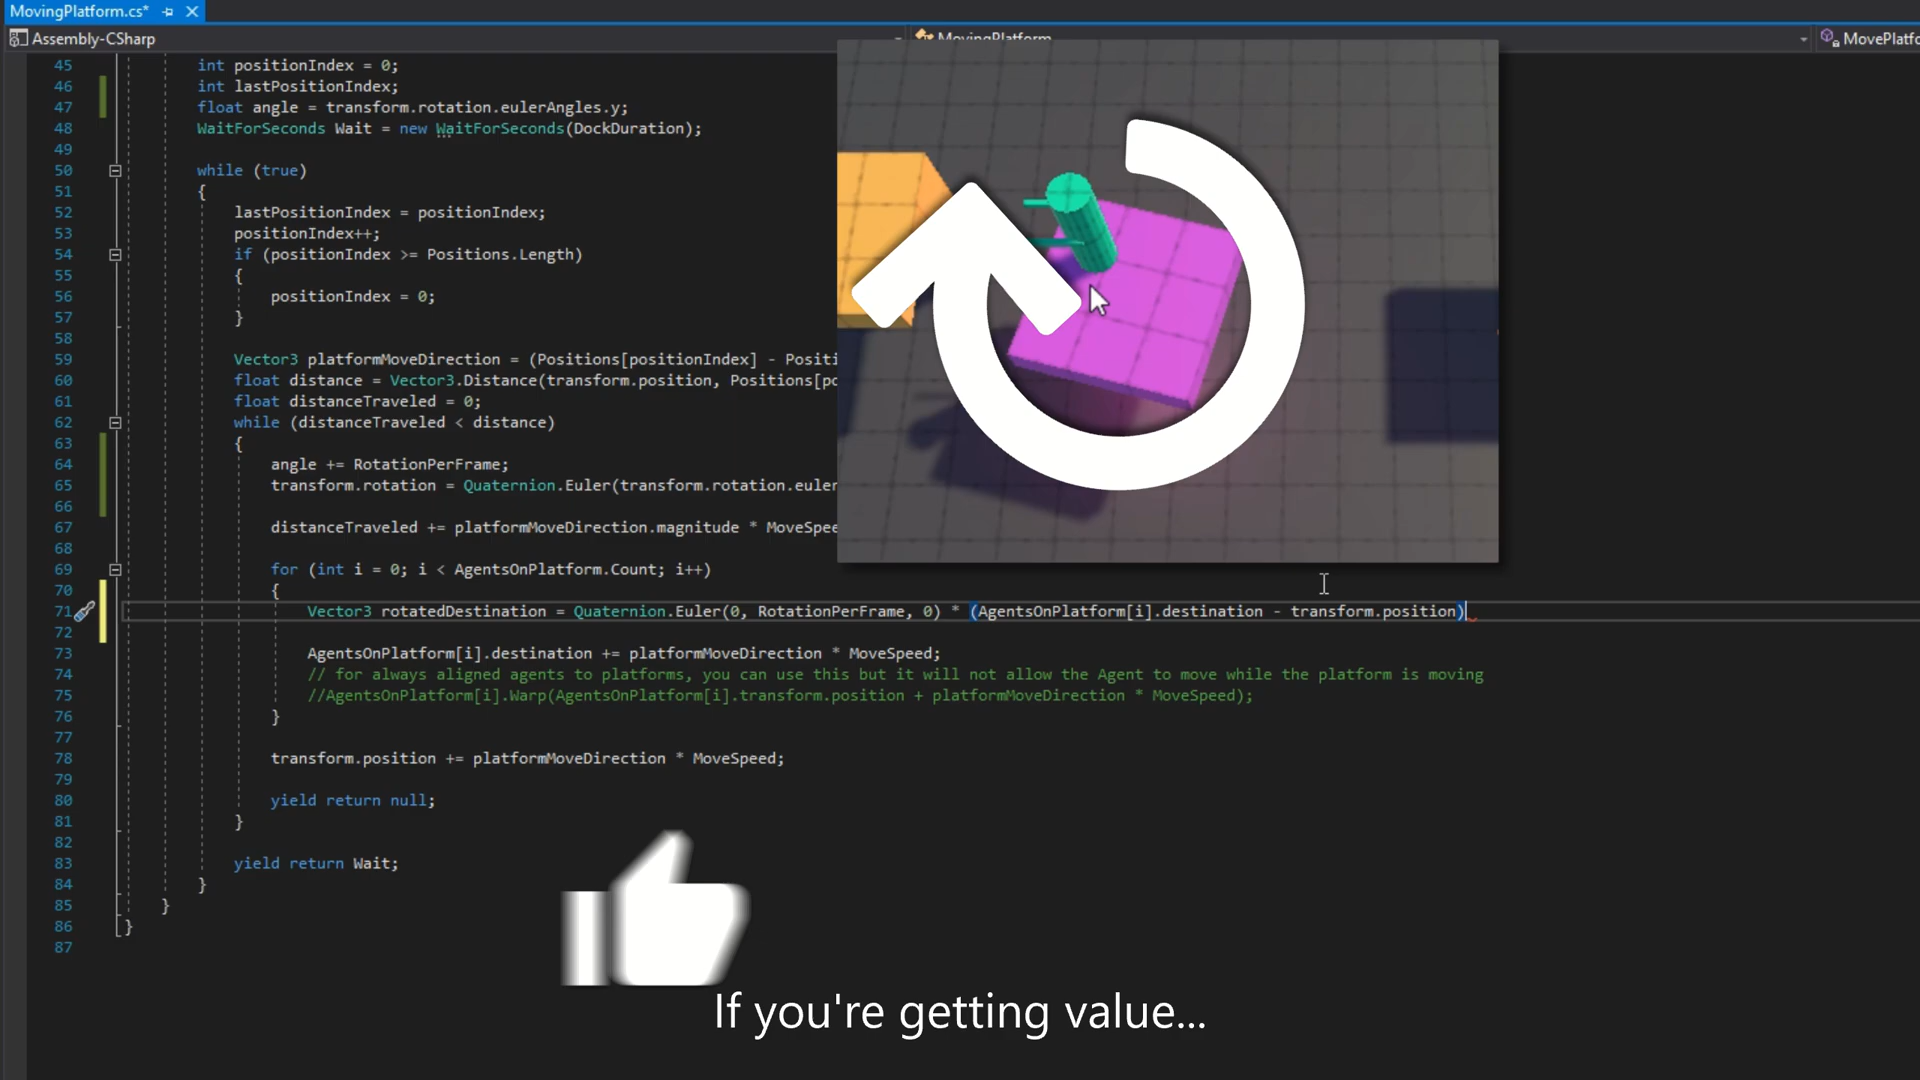 MovingPlatform.cs*
Assembly-CSharp
MovingPlatform
MovePlatfo
45 int positionIndex = 0;
46 int lastPositionIndex;
47 float angle = transform.rotation.eulerAngles.y;
48 WaitForSeconds Wait = new WaitForSeconds(DockDuration);
49
50 while (true)
51 {
52 lastPositionIndex = positionIndex;
53 positionIndex++;
54 if (positionIndex >= Positions.Length)
55 {
56 positionIndex = 0;
57 }
58
59 Vector3 platformMoveDirection = (Positions[positionIndex] - Positi
60 float distance = Vector3.Distance(transform.position, Positions[po
61 float distanceTraveled = 0;
62 while (distanceTraveled < distance)
63 {
64 angle += RotationPerFrame;
65 transform.rotation = Quaternion.Euler(transform.rotation.euler
66
67 distanceTraveled += platformMoveDirection.magnitude * MoveSpee
68
69 for (int i = 0; i < AgentsOnPlatform.Count; i++)
70 {
71 Vector3 rotatedDestination = Quaternion.Euler(0, RotationPerFrame, 0) * (AgentsOnPlatform[i].destination - transform.position)
72
73 AgentsOnPlatform[i].destination += platformMoveDirection * MoveSpeed;
74 // for always aligned agents to platforms, you can use this but it will not allow the Agent to move while the platform is moving
75 //AgentsOnPlatform[i].Warp(AgentsOnPlatform[i].transform.position + platformMoveDirection * MoveSpeed);
76 }
77
78 transform.position += platformMoveDirection * MoveSpeed;
79
80 yield return null;
81 }
82
83 yield return Wait;
84 }
85 }
86 }
87
If you're getting value...